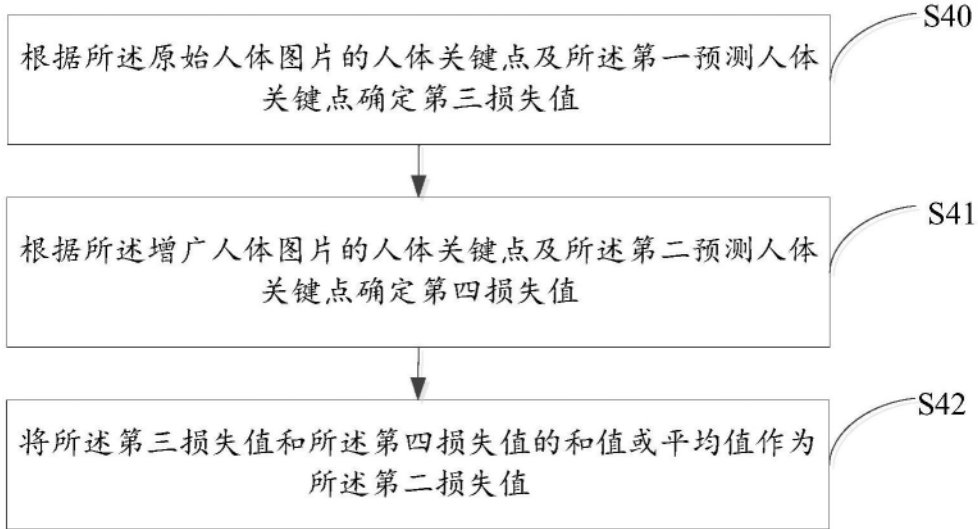 S40
根据所述原始人体图片的人体关键点及所述第一预测人体
关键点确定第三损失值
S41
根据所述增广人体图片的人体关键点及所述第二预测人体
关键点确定第四损失值
S42
将所述第三损失值和所述第四损失值的和值或平均值作为
所述第二损失值